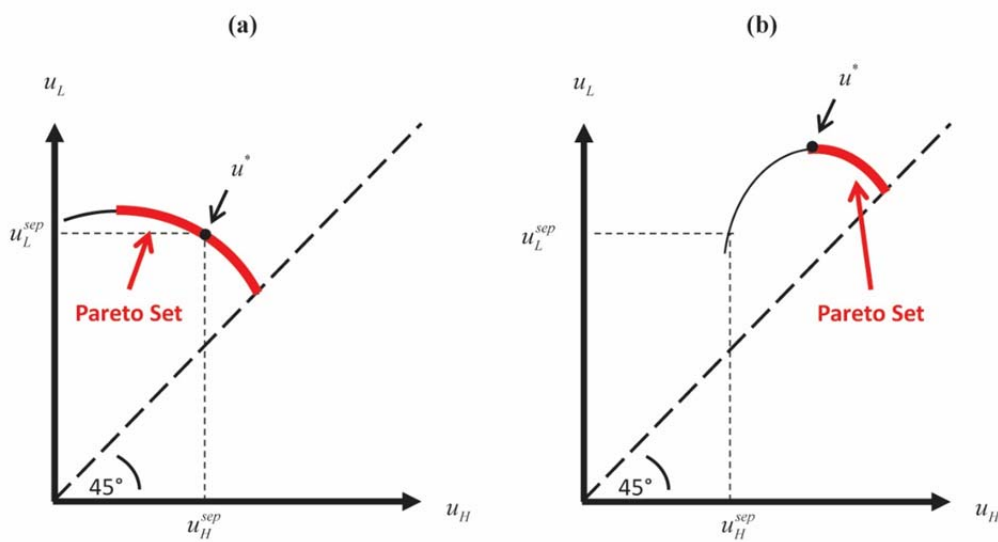 (a)
u_L
u^*
u_L^{sep}
Pareto Set
45°
u_H^{sep}
u_H
(b)
u_L
u^*
u_L^{sep}
Pareto Set
45°
u_H^{sep}
u_H